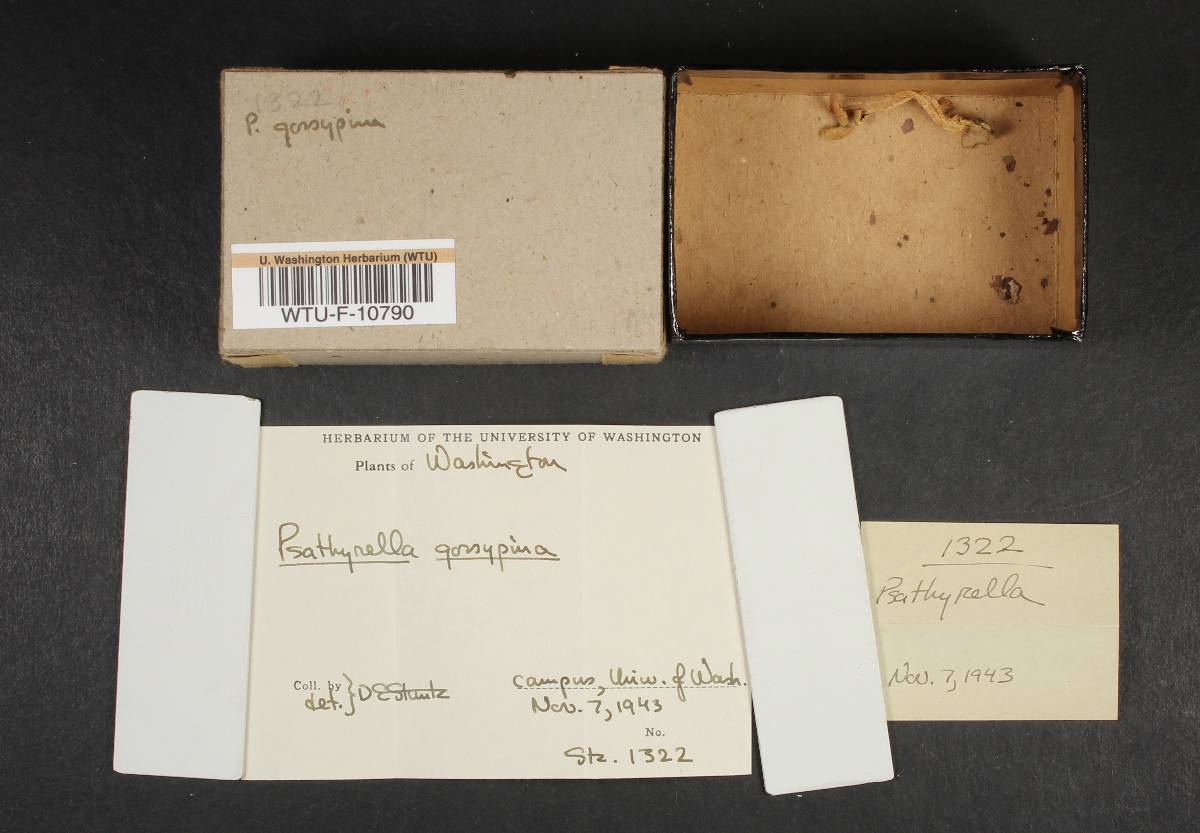 1322
P. gossypina
U. Washington Herbarium (WTU)
WTU-F-10790
HERBARIUM OF THE UNIVERSITY OF WASHINGTON
Plants of Washington
Psathyrella gossypina
Coll. by
det. } D E Stuntz
campus, Univ. of Wash.
Nov. 7, 1943
No.
Stz. 1322
1322
Psathyrella
Nov. 7, 1943